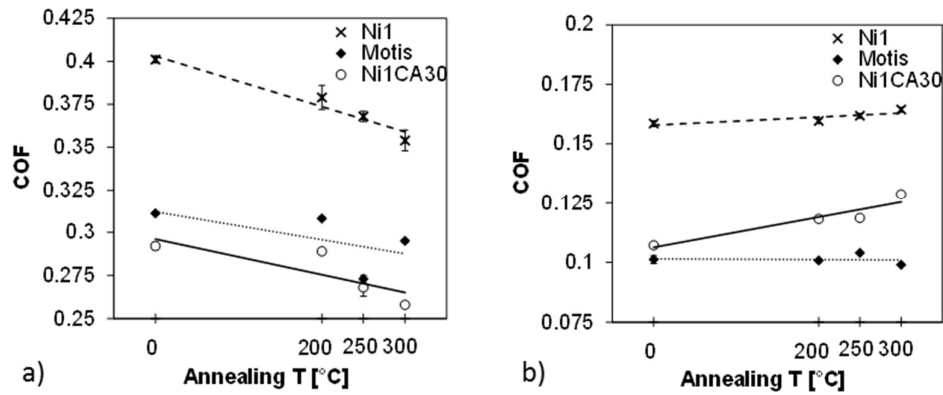 0.425
0.4
0.375
0.35
0.325
0.3
0.275
0.25
COF
× Ni1
◆ Motis
○ Ni1CA30
0 200 250 300
Annealing T [°C]
a)
0.2
0.175
0.15
0.125
0.1
0.075
COF
× Ni1
◆ Motis
○ Ni1CA30
0 200 250 300
Annealing T [°C]
b)